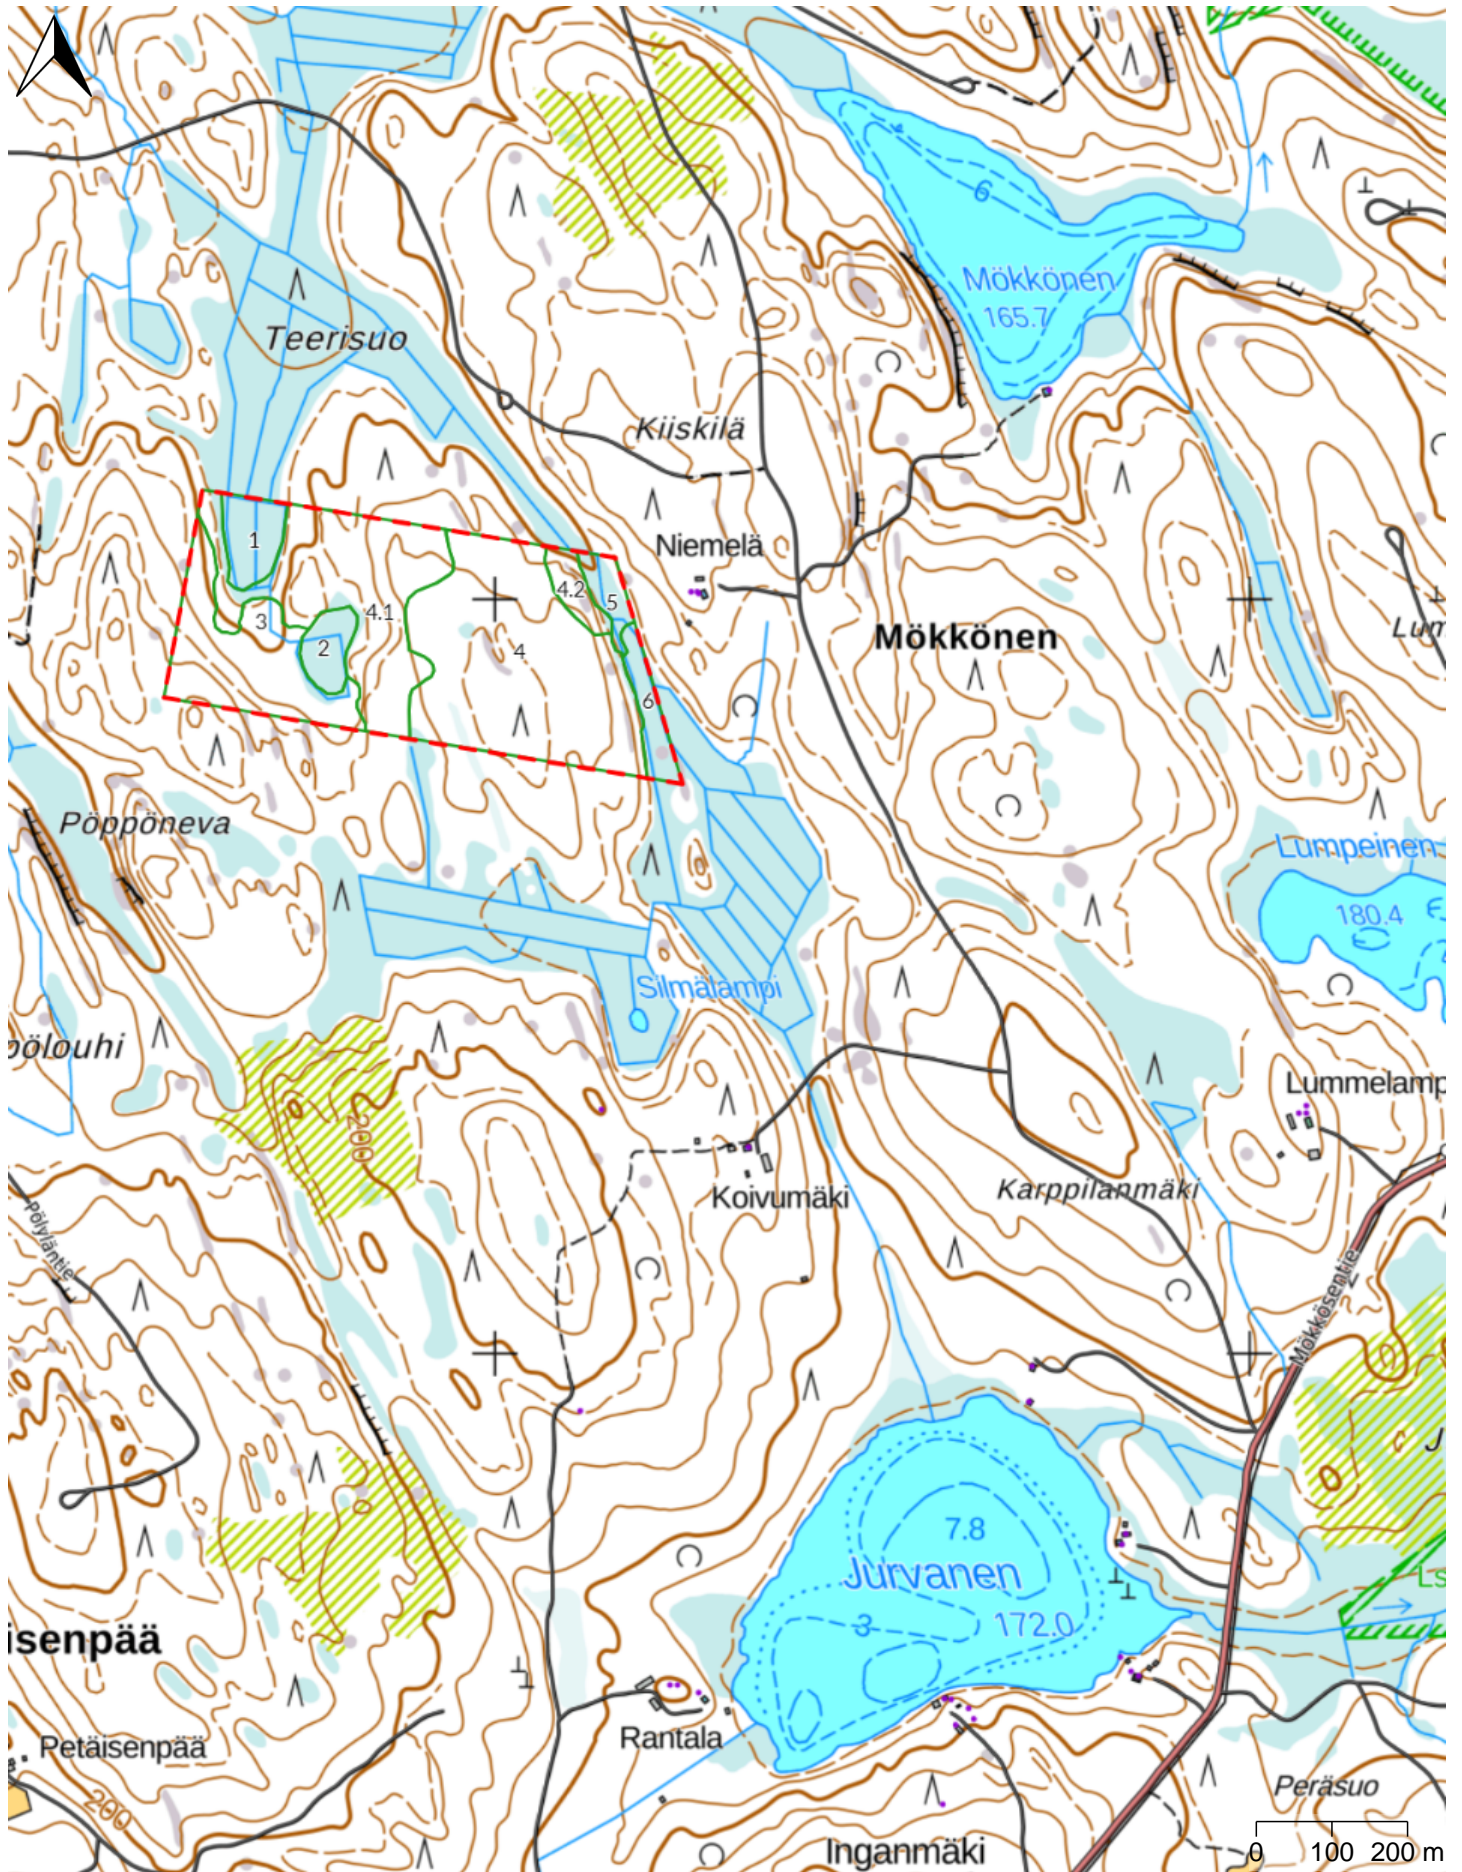 6
Mökkönen
165.7
Teerisuo
Kiiskilä
Niemelä
1
4.2
5
3
4.1
2
4
6
Mökkönen
Lum
Pöppöneva
Lumpeinen
180.4
Silmälampi
pölouhi
Lummelamp
200
Koivumäki
Karppilanmäki
Pölyläntie
Mökkösentie
7.8
Jurvanen
3
172.0
J
Ls
isenpää
Rantala
Petäisenpää
200
Peräsuo
Inganmäki
0 100 200 m